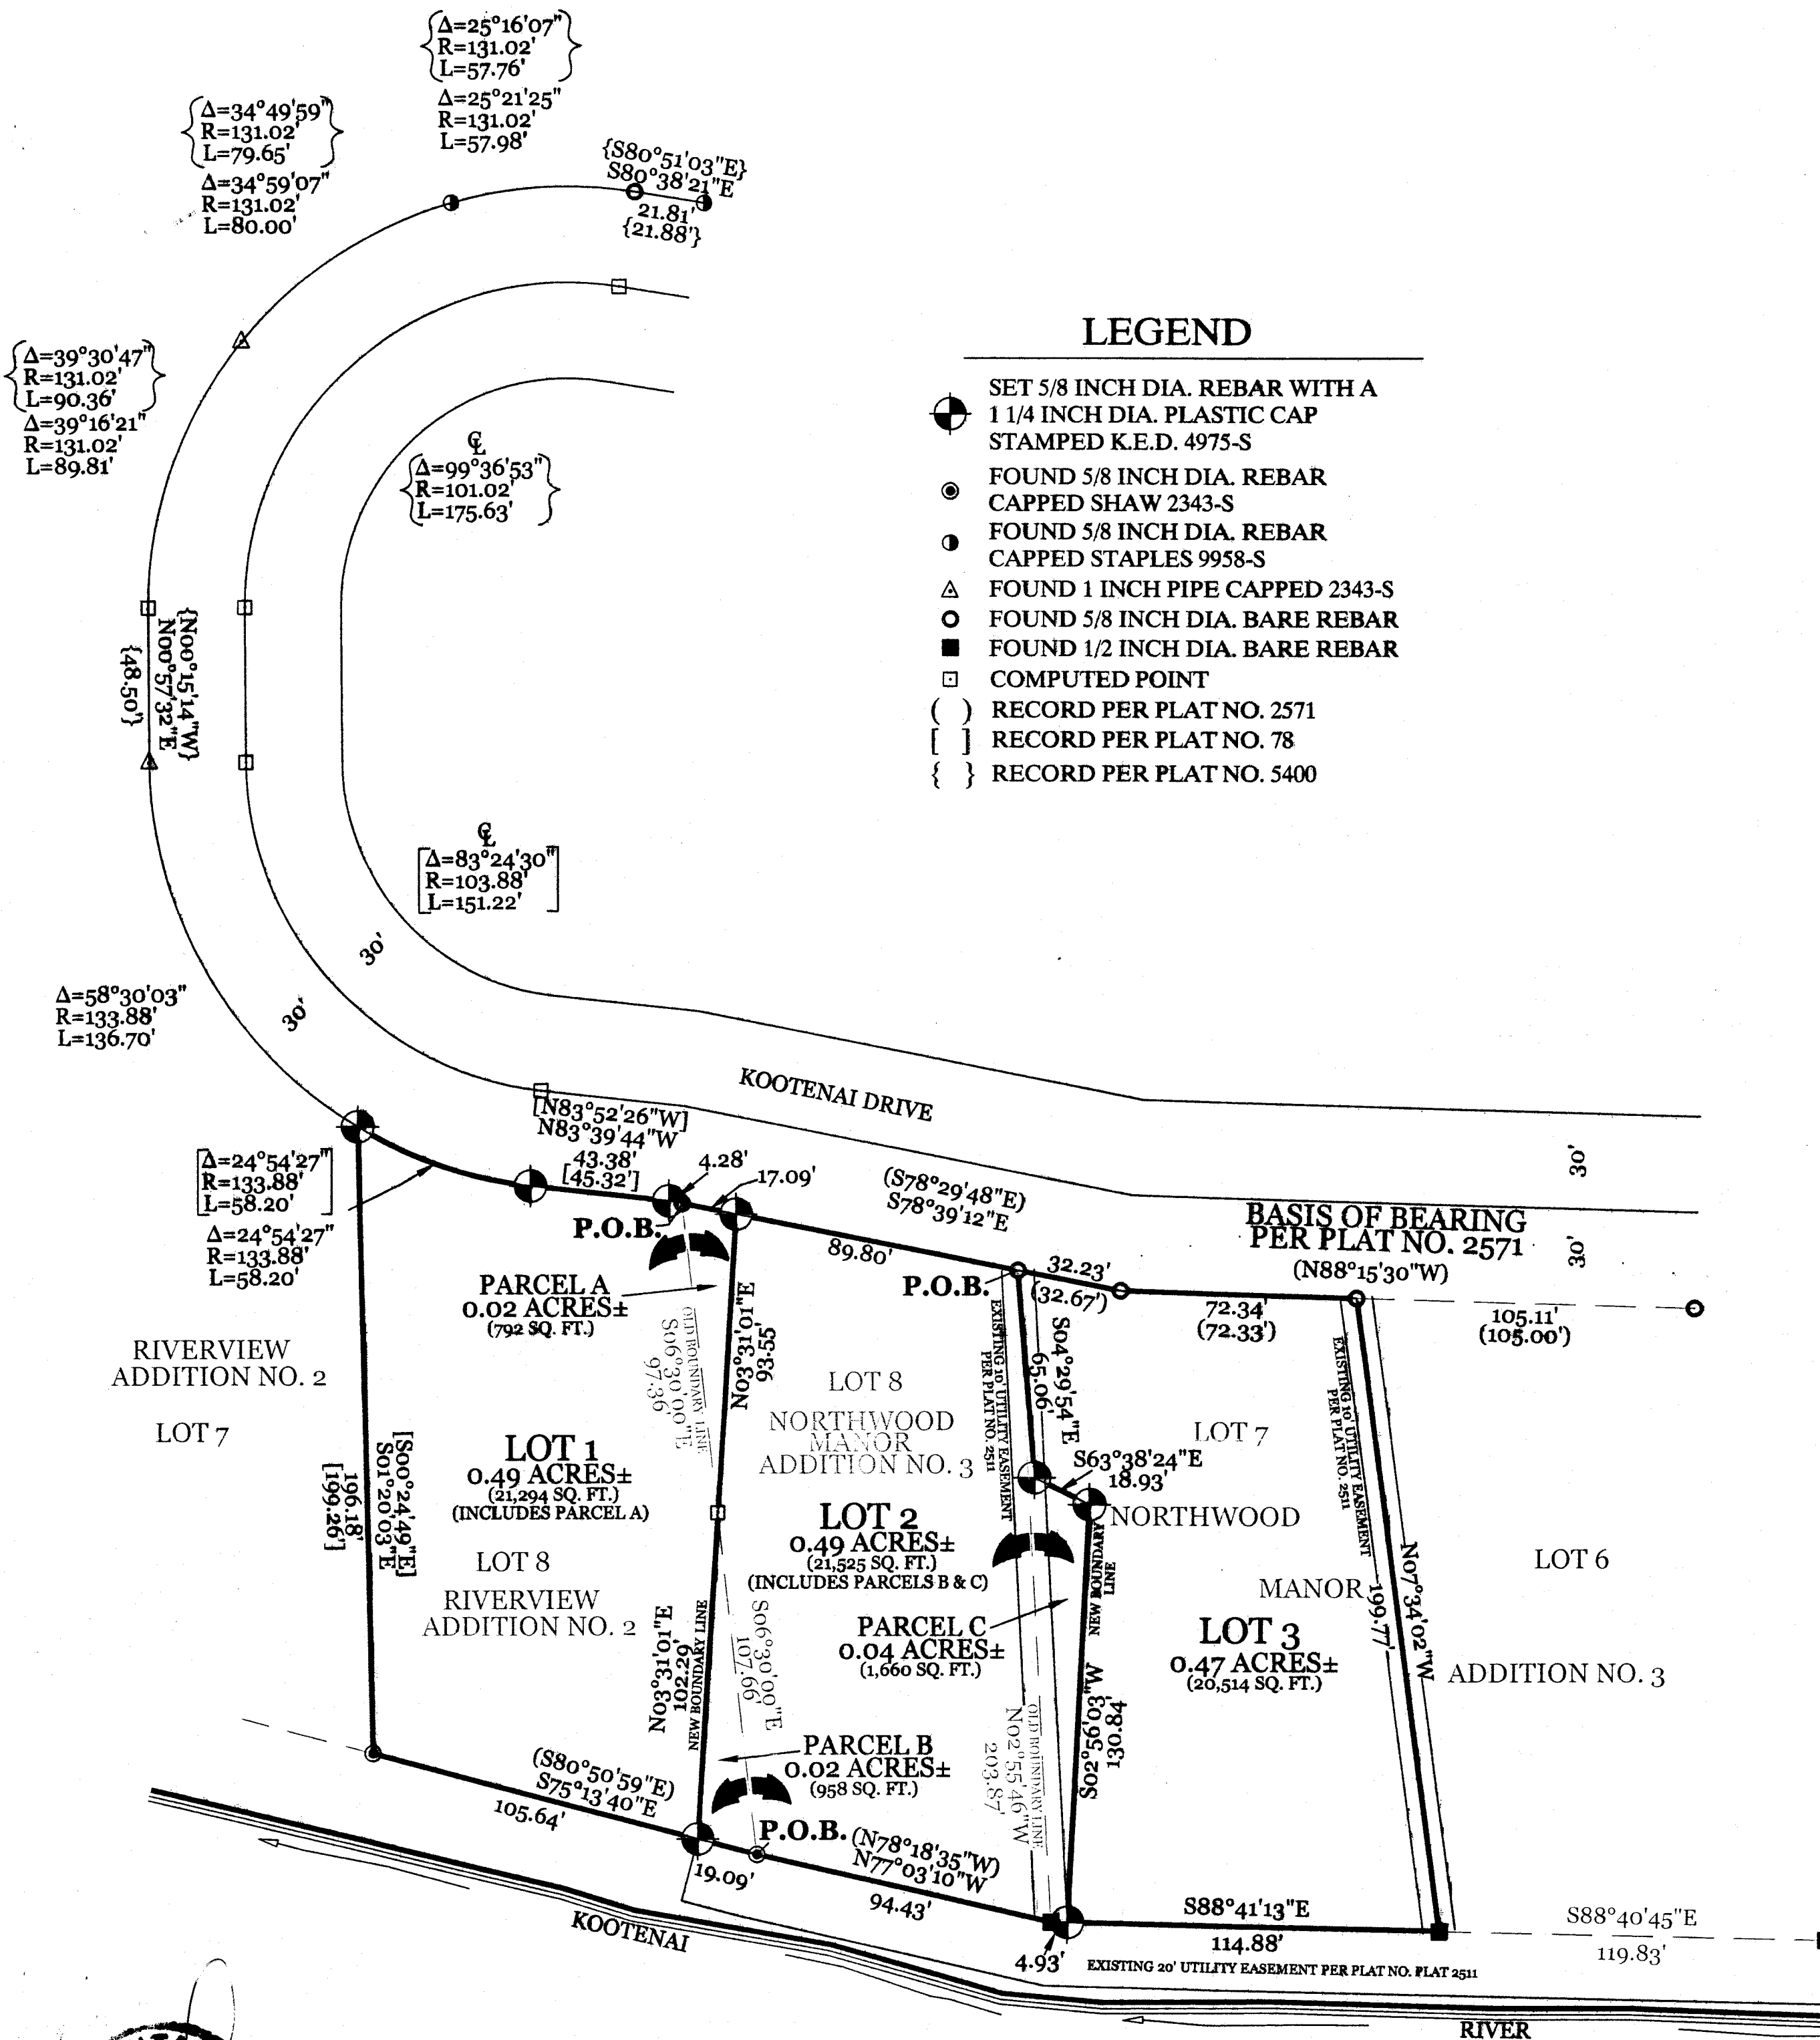 Δ=25°16'07"
R=131.02'
L=57.76'
Δ=25°21'25"
R=131.02'
L=57.98'
Δ=34°49'59"
R=131.02'
L=79.65'
Δ=34°59'07"
R=131.02'
L=80.00'
{S80°51'03"E}
S80°38'21"E
21.81'
{21.88'}
Δ=39°30'47"
R=131.02'
L=90.36'
Δ=39°16'21"
R=131.02'
L=89.81'
℄
Δ=99°36'53"
R=101.02'
L=175.63'
LEGEND
SET 5/8 INCH DIA. REBAR WITH A
1 1/4 INCH DIA. PLASTIC CAP
STAMPED K.E.D. 4975-S
FOUND 5/8 INCH DIA. REBAR
CAPPED SHAW 2343-S
FOUND 5/8 INCH DIA. REBAR
CAPPED STAPLES 9958-S
FOUND 1 INCH PIPE CAPPED 2343-S
FOUND 5/8 INCH DIA. BARE REBAR
FOUND 1/2 INCH DIA. BARE REBAR
COMPUTED POINT
( ) RECORD PER PLAT NO. 2571
[ ] RECORD PER PLAT NO. 78
{ } RECORD PER PLAT NO. 5400
{N00°15'14"W}
N00°57'32"E
{48.50'}
℄
Δ=83°24'30"
R=103.88'
L=151.22'
30'
30'
Δ=58°30'03"
R=133.88'
L=136.70'
KOOTENAI DRIVE
[N83°52'26"W]
N83°39'44"W
43.38'
[45.32']
4.28'
17.09'
Δ=24°54'27"
R=133.88'
L=58.20'
Δ=24°54'27"
R=133.88'
L=58.20'
P.O.B.
(S78°29'48"E)
S78°39'12"E
89.80'
30'
30'
BASIS OF BEARING
PER PLAT NO. 2571
(N88°15'30"W)
P.O.B.
32.23'
(32.67')
72.34'
(72.33')
105.11'
(105.00')
PARCEL A
0.02 ACRES±
(792 SQ. FT.)
OLD BOUNDARY LINE
S06°30'00"E
97.36'
N03°31'01"E
93.55'
RIVERVIEW
ADDITION NO. 2
LOT 7
LOT 8
NORTHWOOD
MANOR
ADDITION NO. 3
EXISTING 10' UTILITY EASEMENT
PER PLAT NO. 2511
S04°29'54"E
65.06'
EXISTING 10' UTILITY EASEMENT
PER PLAT NO. 2511
LOT 7
S63°38'24"E
18.93'
NORTHWOOD
[S00°24'49"E]
S01°20'03"E
196.18'
[199.26']
LOT 1
0.49 ACRES±
(21,294 SQ. FT.)
(INCLUDES PARCEL A)
LOT 8
RIVERVIEW
ADDITION NO. 2
LOT 2
0.49 ACRES±
(21,525 SQ. FT.)
(INCLUDES PARCELS B & C)
NEW BOUNDARY
LINE
MANOR
N07°34'02"W
199.77'
LOT 6
ADDITION NO. 3
LOT 3
0.47 ACRES±
(20,514 SQ. FT.)
PARCEL C
0.04 ACRES±
(1,660 SQ. FT.)
N03°31'01"E
102.29'
NEW BOUNDARY LINE
S06°30'00"E
107.66'
S02°56'03"W
130.84'
OLD BOUNDARY LINE
N02°55'46"W
203.87'
PARCEL B
0.02 ACRES±
(958 SQ. FT.)
(S80°50'59"E)
S75°13'40"E
105.64'
P.O.B.
(N78°18'35"W)
N77°03'10"W
19.09'
94.43'
S88°41'13"E
114.88'
S88°40'45"E
119.83'
4.93'
EXISTING 20' UTILITY EASEMENT PER PLAT NO. PLAT 2511
KOOTENAI
RIVER